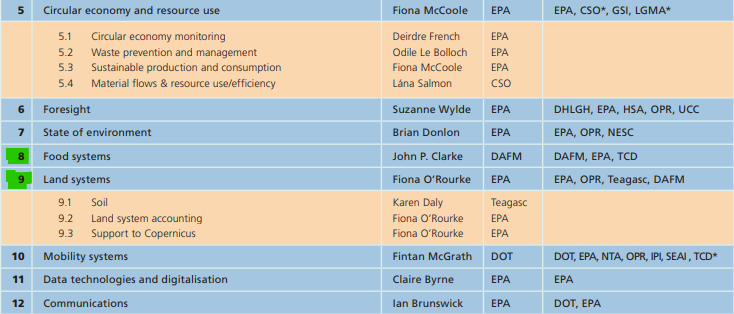 5 Circular economy and resource use Fiona McCoole EPA EPA, CSO*, GSI, LGMA*
5.1 Circular economy monitoring Deirdre French EPA
5.2 Waste prevention and management Odile Le Bolloch EPA
5.3 Sustainable production and consumption Fiona McCoole EPA
5.4 Material flows & resource use/efficiency Lána Salmon CSO
6 Foresight Suzanne Wylde EPA DHLGH, EPA, HSA, OPR, UCC
7 State of environment Brian Donlon EPA EPA, OPR, NESC
8 Food systems John P. Clarke DAFM DAFM, EPA, TCD
9 Land systems Fiona O'Rourke EPA EPA, OPR, Teagasc, DAFM
9.1 Soil Karen Daly Teagasc
9.2 Land system accounting Fiona O'Rourke EPA
9.3 Support to Copernicus Fiona O'Rourke EPA
10 Mobility systems Fintan McGrath DOT DOT, EPA, NTA, OPR, IPI, SEAI , TCD*
11 Data technologies and digitalisation Claire Byrne EPA EPA
12 Communications Ian Brunswick EPA DOT, EPA